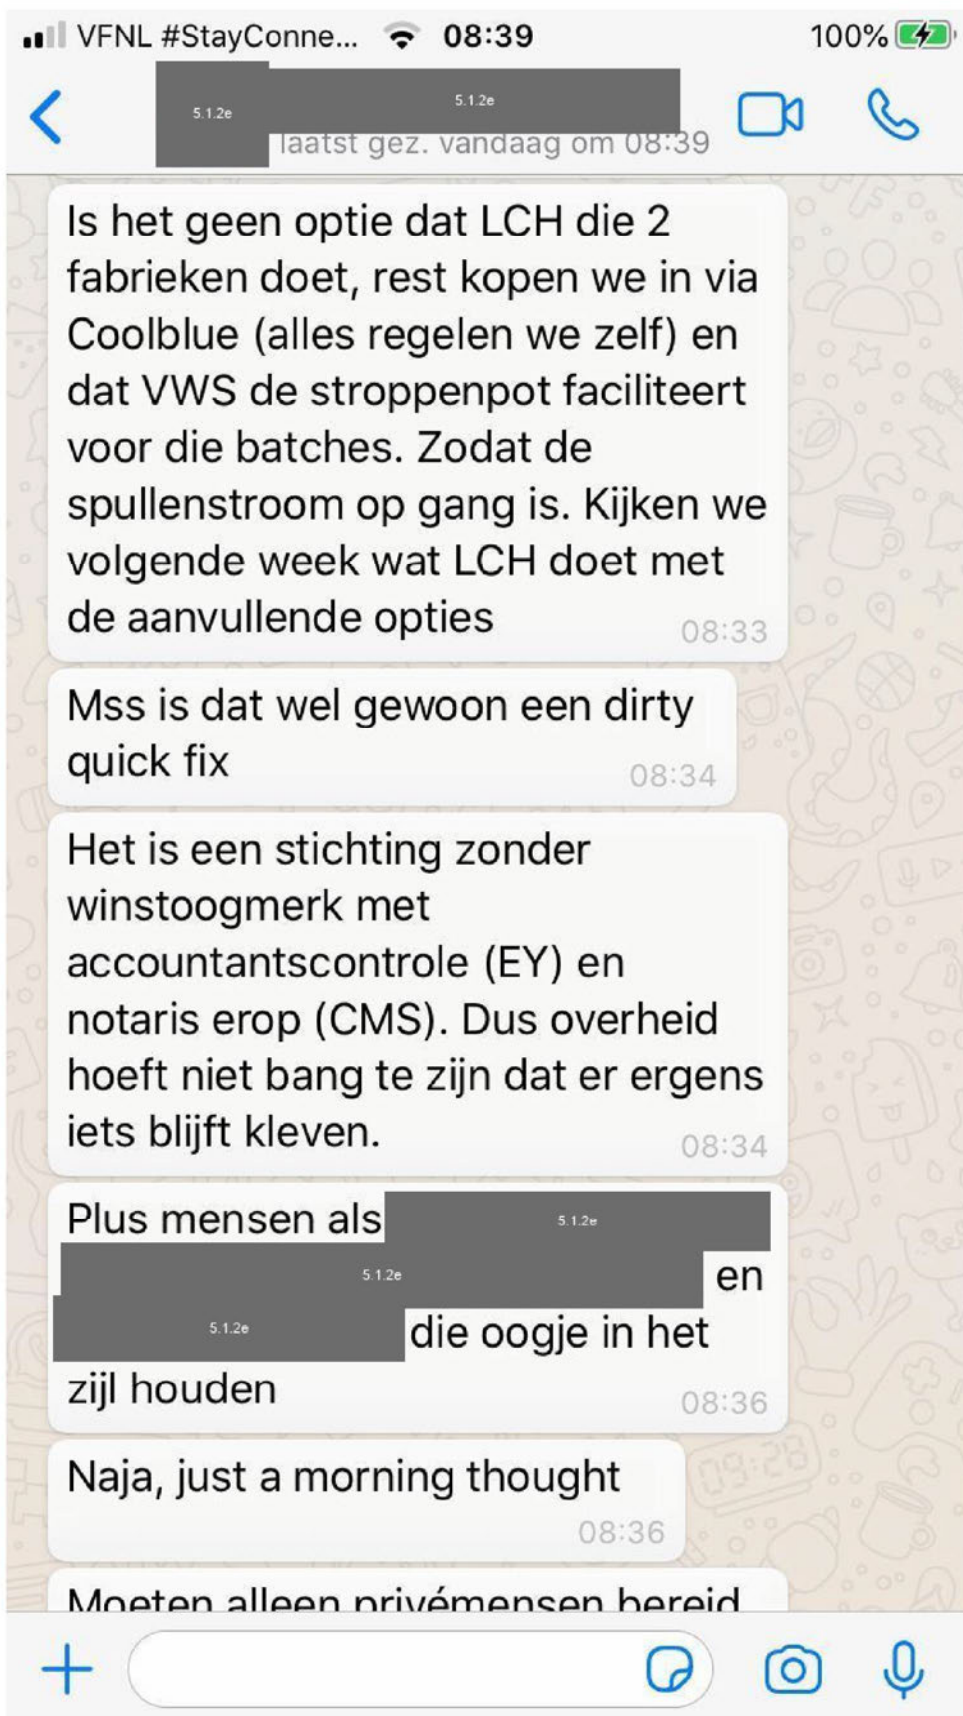 VFNL #StayConne... 08:39 100%
5.1.2e 5.1.2e
laatst gez. vandaag om 08:39
Is het geen optie dat LCH die 2
fabrieken doet, rest kopen we in via
Coolblue (alles regelen we zelf) en
dat VWS de stroppenpot faciliteert
voor die batches. Zodat de
spullenstroom op gang is. Kijken we
volgende week wat LCH doet met
de aanvullende opties 08:33
Mss is dat wel gewoon een dirty
quick fix 08:34
Het is een stichting zonder
winstoogmerk met
accountantscontrole (EY) en
notaris erop (CMS). Dus overheid
hoeft niet bang te zijn dat er ergens
iets blijft kleven. 08:34
Plus mensen als 5.1.2e
5.1.2e en
5.1.2e die oogje in het
zijl houden 08:36
Naja, just a morning thought
08:36
Moeten alleen privémensen bereid